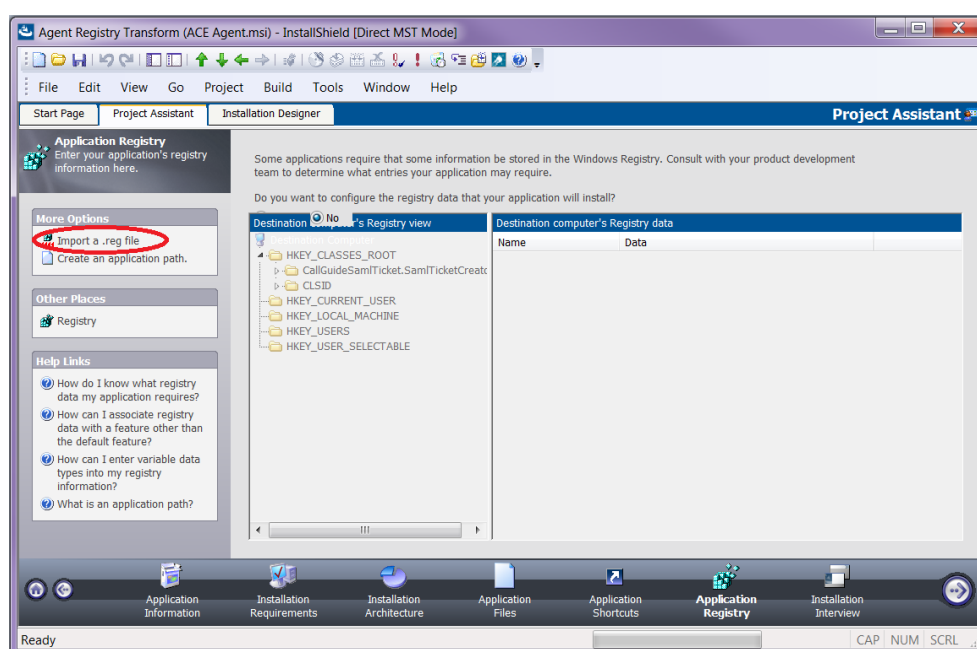 Agent Registry Transform (ACE Agent.msi) - InstallShield [Direct MST Mode]
File Edit View Go Project Build Tools Window Help
Start Page Project Assistant Installation Designer
Project Assistant
Application Registry
Enter your application's registry
information here.
More Options
Import a .reg file
Create an application path.
Other Places
Registry
Help Links
How do I know what registry
data my application requires?
How can I associate registry
data with a feature other than
the default feature?
How can I enter variable data
types into my registry
information?
What is an application path?
Some applications require that some information be stored in the Windows Registry. Consult with your product development
team to determine what entries your application may require.
Do you want to configure the registry data that your application will install?
No
Destination computer's Registry view
Destination Computer
HKEY_CLASSES_ROOT
CallGuideSamlTicket.SamlTicketCreatc
CLSID
HKEY_CURRENT_USER
HKEY_LOCAL_MACHINE
HKEY_USERS
HKEY_USER_SELECTABLE
Destination computer's Registry data
Name Data
Application
Information
Installation
Requirements
Installation
Architecture
Application
Files
Application
Shortcuts
Application
Registry
Installation
Interview
Ready
CAP NUM SCRL